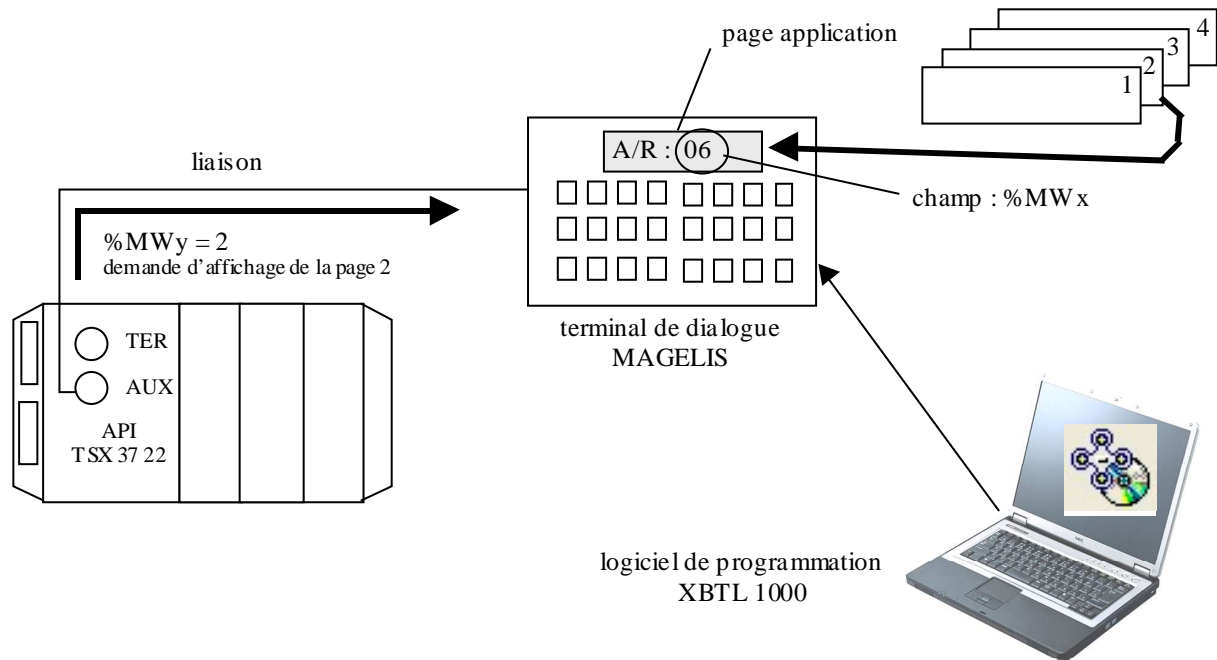 page application
4
3
2
1
A/R : 06
liaison
champ : %MWx
%MWy = 2
demande d'affichage de la page 2
terminal de dialogue
MAGELIS
TER
AUX
API
TSX 37 22
logiciel de programmation
XBTL 1000